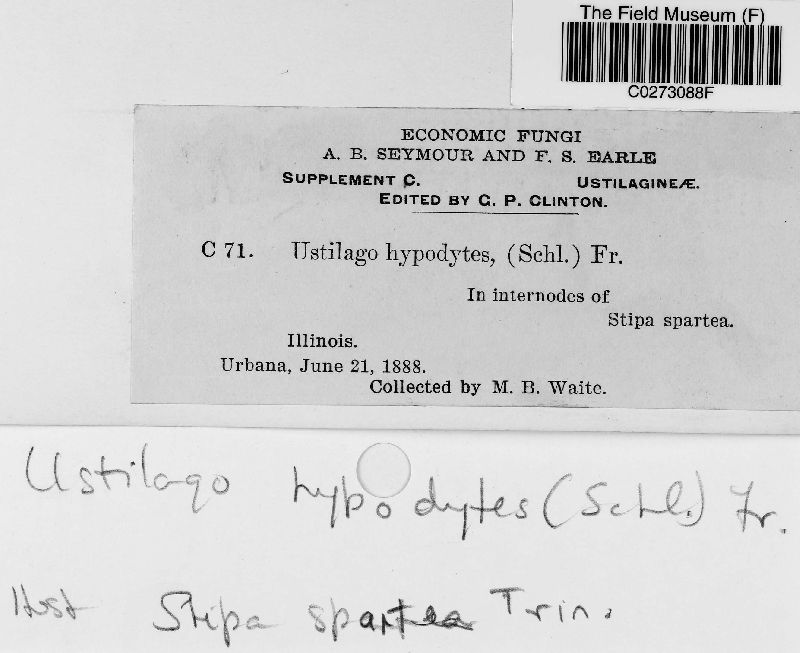 The Field Museum (F)
C0273088F
ECONOMIC FUNGI
A. B. SEYMOUR AND F. S. EARLE
SUPPLEMENT C. USTILAGINEÆ.
EDITED BY G. P. CLINTON.
C 71. Ustilago hypodytes, (Schl.) Fr.
In internodes of
Stipa spartea.
Illinois.
Urbana, June 21, 1888.
Collected by M. B. Waite.
Ustilago hypodytes (Schl.) Fr.
Host Stipa spartea Trin.